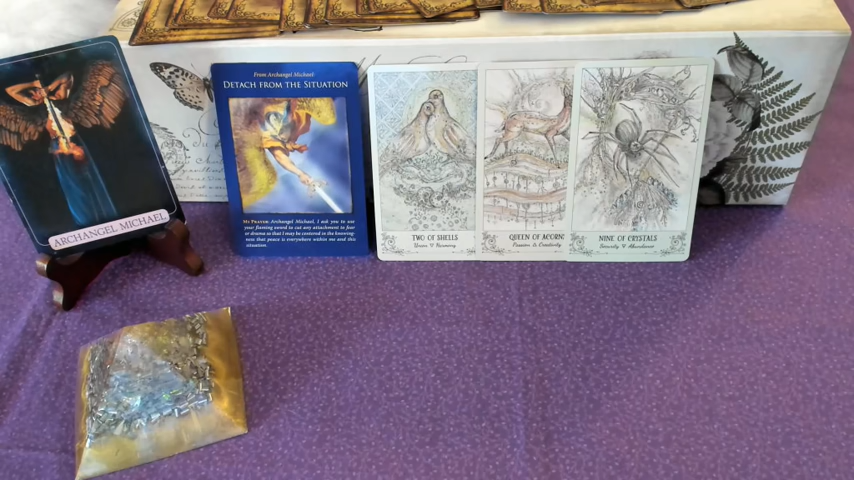 ARCHANGEL MICHAEL
From Archangel Michael:
DETACH FROM THE SITUATION
MY PRAYER: Archangel Michael, I ask you to use
your flaming sword to cut any attachment to fear
or drama so that I may be centered in the knowing-
ness that peace is everywhere within me and this
situation.
TWO OF SHELLS
Union & Harmony
QUEEN OF ACORN
Passion & Creativity
NINE OF CRYSTALS
Security & Abundance